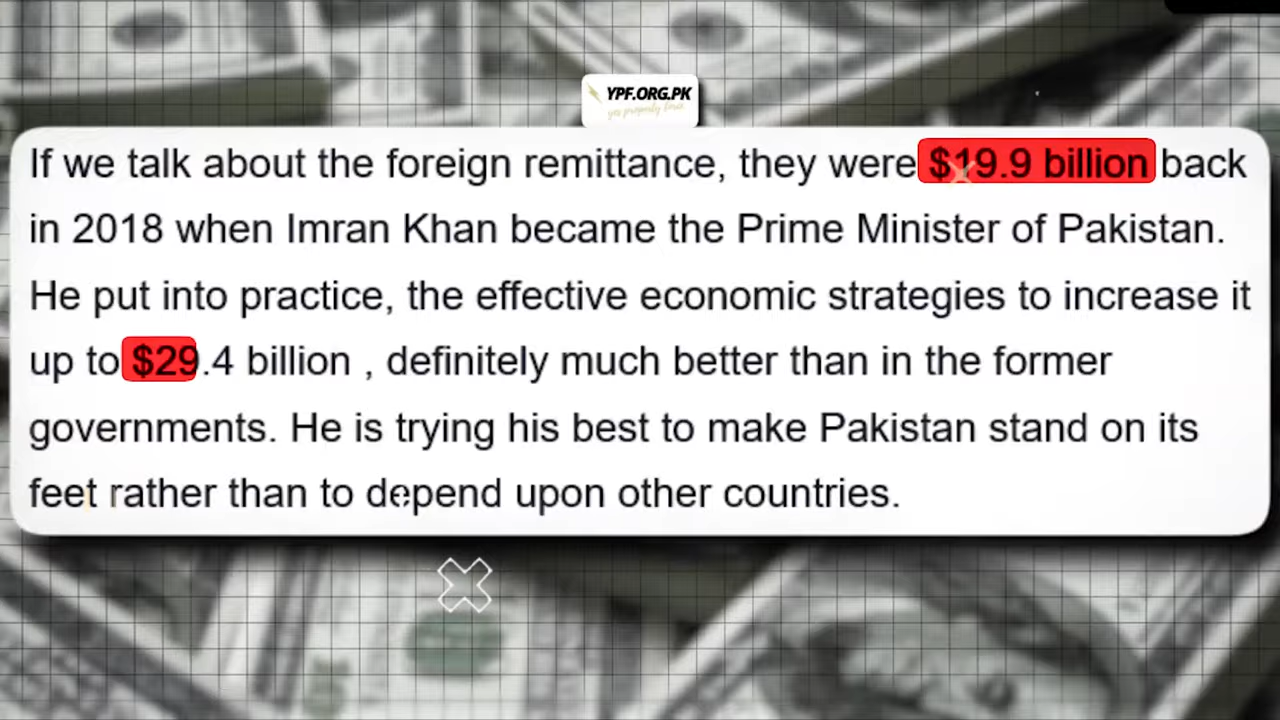 YPF.ORG.PK
yes properly force
If we talk about the foreign remittance, they were $19.9 billion back
in 2018 when Imran Khan became the Prime Minister of Pakistan.
He put into practice, the effective economic strategies to increase it
up to $29.4 billion , definitely much better than in the former
governments. He is trying his best to make Pakistan stand on its
feet rather than to depend upon other countries.